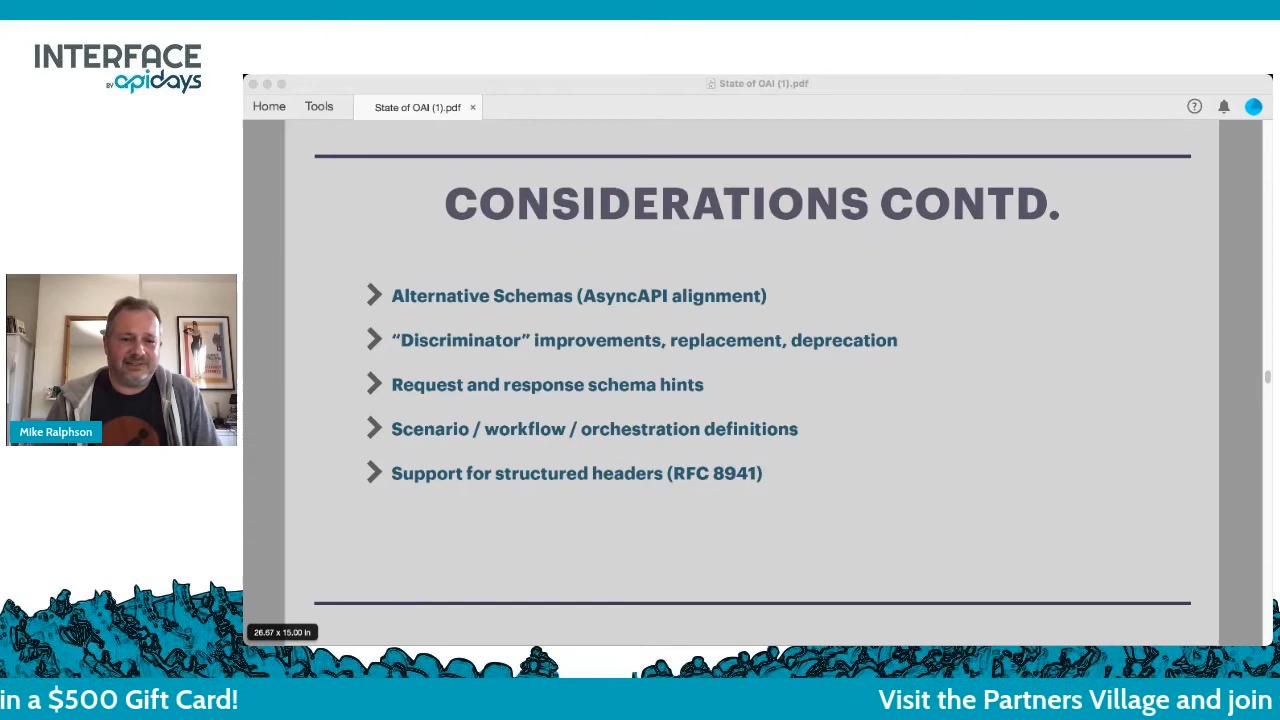 INTERFACE
BY apidays
State of OAI (1).pdf
Home Tools State of OAI (1).pdf ×
CONSIDERATIONS CONTD.
Alternative Schemas (AsyncAPI alignment)
“Discriminator” improvements, replacement, deprecation
Request and response schema hints
Scenario / workflow / orchestration definitions
Support for structured headers (RFC 8941)
Mike Ralphson
26.67 x 15.00 in
in a $500 Gift Card! Visit the Partners Village and join